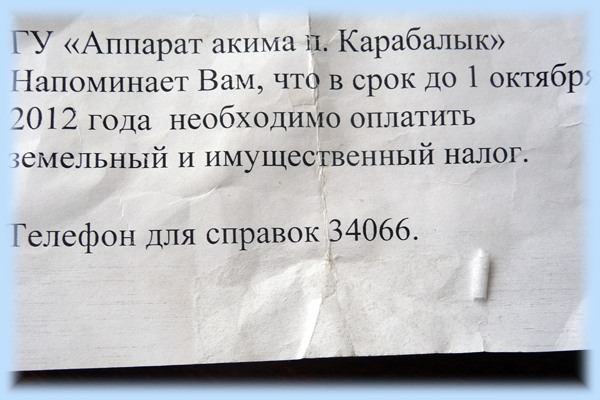 ГУ «Аппарат акима п. Карабалык»
Напоминает Вам, что в срок до 1 октября
2012 года необходимо оплатить
земельный и имущественный налог.
Телефон для справок 34066.